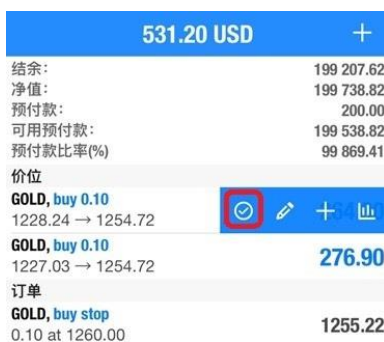 531.20 USD
结余: 199 207.62
净值: 199 738.82
预付款: 200.00
可用预付款: 199 538.82
预付款比率(%) 99 869.41
价位
GOLD, buy 0.10
1228.24 → 1254.72
GOLD, buy 0.10
1227.03 → 1254.72 276.90
订单
GOLD, buy stop
0.10 at 1260.00 1255.22